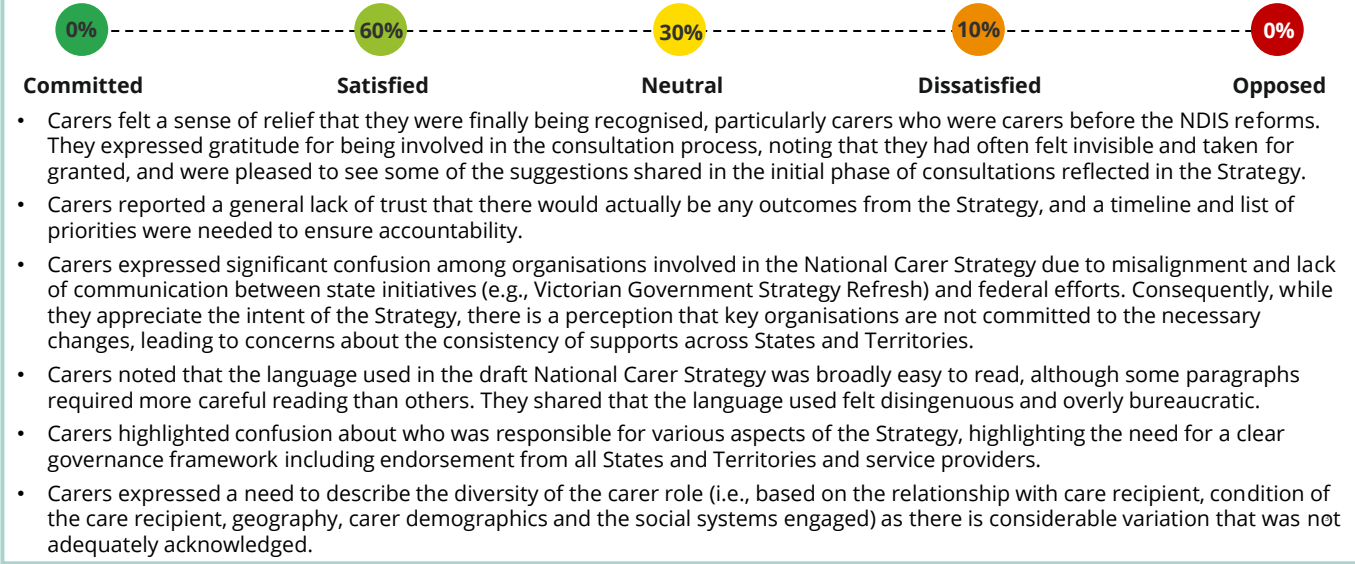 0% 60% 30% 10% 0%
Committed Satisfied Neutral Dissatisfied Opposed
• Carers felt a sense of relief that they were finally being recognised, particularly carers who were carers before the NDIS reforms.
They expressed gratitude for being involved in the consultation process, noting that they had often felt invisible and taken for
granted, and were pleased to see some of the suggestions shared in the initial phase of consultations reflected in the Strategy.
• Carers reported a general lack of trust that there would actually be any outcomes from the Strategy, and a timeline and list of
priorities were needed to ensure accountability.
• Carers expressed significant confusion among organisations involved in the National Carer Strategy due to misalignment and lack
of communication between state initiatives (e.g., Victorian Government Strategy Refresh) and federal efforts. Consequently, while
they appreciate the intent of the Strategy, there is a perception that key organisations are not committed to the necessary
changes, leading to concerns about the consistency of supports across States and Territories.
• Carers noted that the language used in the draft National Carer Strategy was broadly easy to read, although some paragraphs
required more careful reading than others. They shared that the language used felt disingenuous and overly bureaucratic.
• Carers highlighted confusion about who was responsible for various aspects of the Strategy, highlighting the need for a clear
governance framework including endorsement from all States and Territories and service providers.
• Carers expressed a need to describe the diversity of the carer role (i.e., based on the relationship with care recipient, condition of
the care recipient, geography, carer demographics and the social systems engaged) as there is considerable variation that was not
adequately acknowledged.